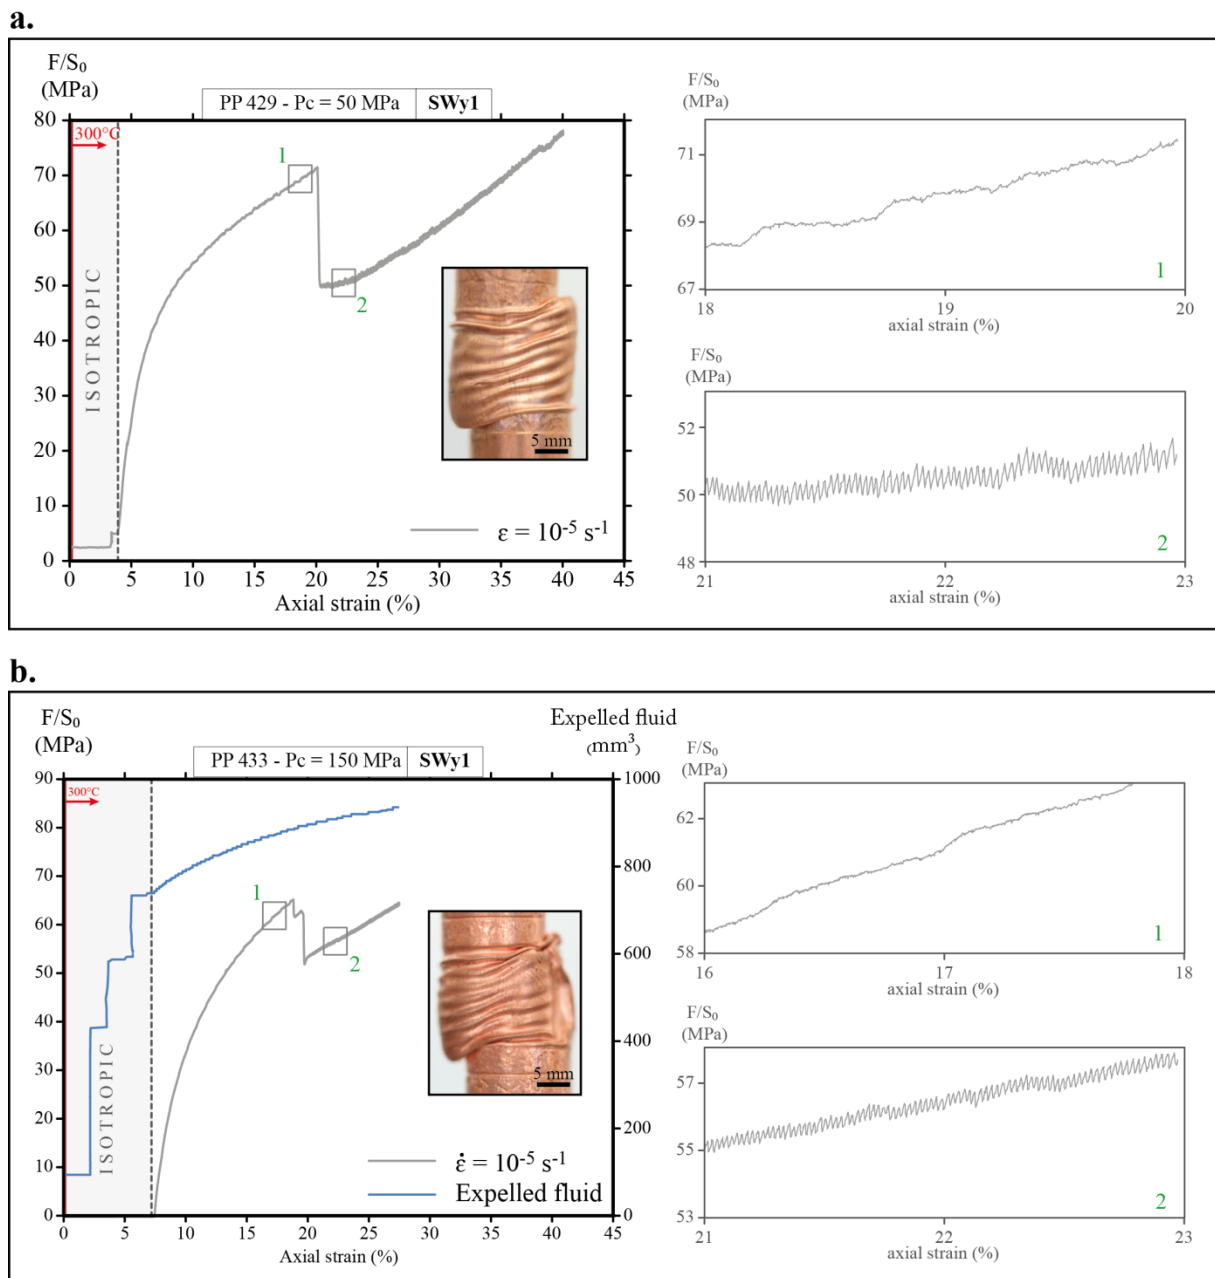 a.
F/S₀
(MPa)
PP 429 - Pc = 50 MPa SWy1
80
70
60
50
40
30
20
10
0
300°C
ISOTROPIC
1
2
5 mm
ε = 10⁻⁵ s⁻¹
0 5 10 15 20 25 30 35 40 45
Axial strain (%)
F/S₀
(MPa)
71
69
67
1
18 19 20
axial strain (%)
F/S₀
(MPa)
52
50
48
2
21 22 23
axial strain (%)
b.
F/S₀
(MPa)
Expelled fluid
(mm³)
PP 433 - Pc = 150 MPa SWy1
90
80
70
60
50
40
30
20
10
0
1000
800
600
400
200
0
300°C
ISOTROPIC
1
2
5 mm
ε̇ = 10⁻⁵ s⁻¹
Expelled fluid
0 5 10 15 20 25 30 35 40 45
Axial strain (%)
F/S₀
(MPa)
62
60
58
1
16 17 18
axial strain (%)
F/S₀
(MPa)
57
55
53
2
21 22 23
axial strain (%)